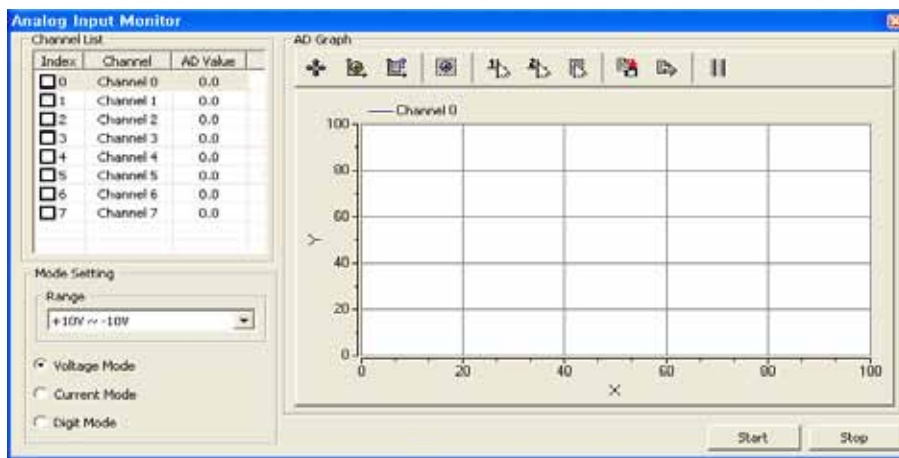 Analog Input Monitor
Channel List
Index Channel AD Value
0 Channel 0 0.0
1 Channel 1 0.0
2 Channel 2 0.0
3 Channel 3 0.0
4 Channel 4 0.0
5 Channel 5 0.0
6 Channel 6 0.0
7 Channel 7 0.0
Mode Setting
Range
+10V ~ -10V
Voltage Mode
Current Mode
Digit Mode
AD Graph
Channel 0
100
80
60
40
20
0
Y
0 20 40 60 80 100
X
Start Stop